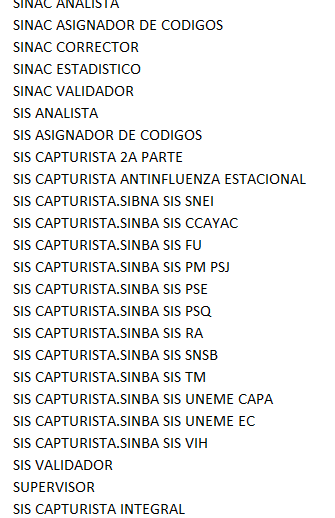 SINAC ANALISTA
SINAC ASIGNADOR DE CODIGOS
SINAC CORRECTOR
SINAC ESTADISTICO
SINAC VALIDADOR
SIS ANALISTA
SIS ASIGNADOR DE CODIGOS
SIS CAPTURISTA 2A PARTE
SIS CAPTURISTA ANTINFLUENZA ESTACIONAL
SIS CAPTURISTA.SIBNA SIS SNEI
SIS CAPTURISTA.SINBA SIS CCAYAC
SIS CAPTURISTA.SINBA SIS FU
SIS CAPTURISTA.SINBA SIS PM PSJ
SIS CAPTURISTA.SINBA SIS PSE
SIS CAPTURISTA.SINBA SIS PSQ
SIS CAPTURISTA.SINBA SIS RA
SIS CAPTURISTA.SINBA SIS SNSB
SIS CAPTURISTA.SINBA SIS TM
SIS CAPTURISTA.SINBA SIS UNEME CAPA
SIS CAPTURISTA.SINBA SIS UNEME EC
SIS CAPTURISTA.SINBA SIS VIH
SIS VALIDADOR
SUPERVISOR
SIS CAPTURISTA INTEGRAL